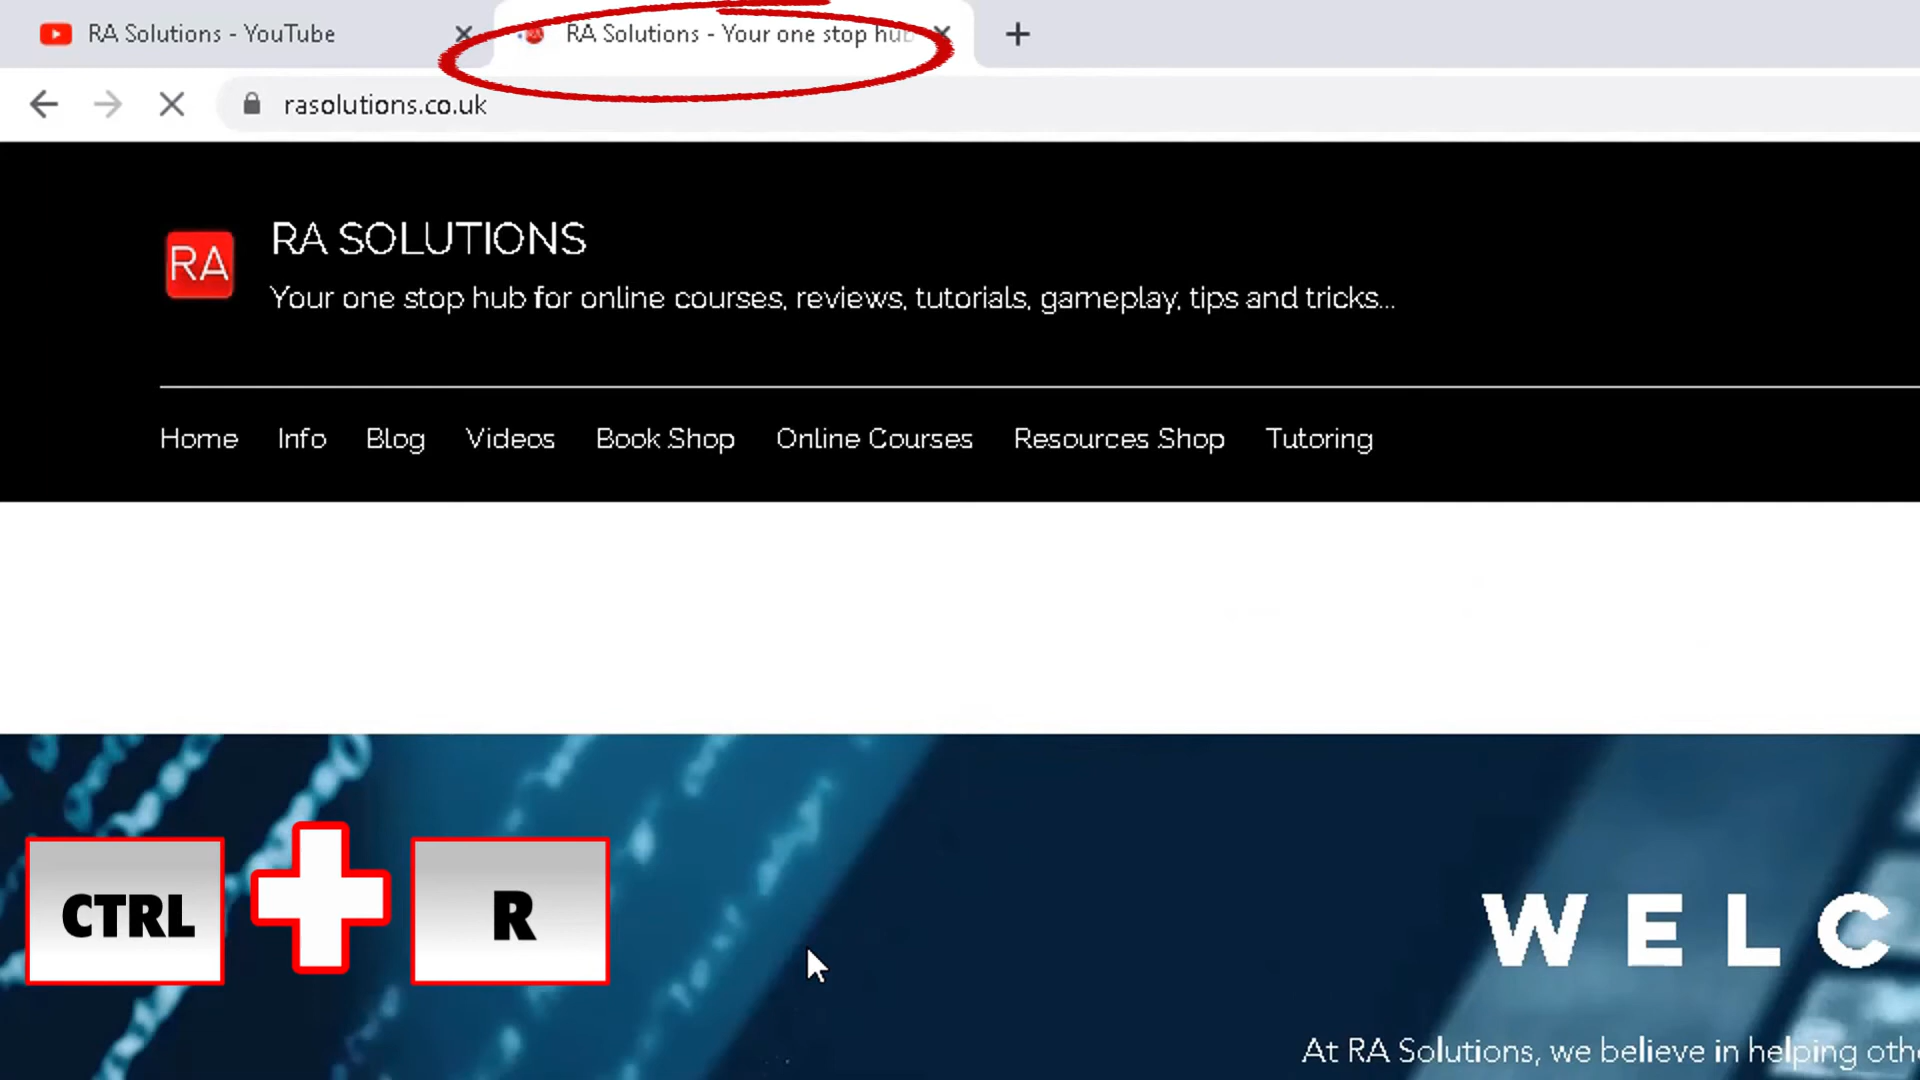 RA Solutions - YouTube
RA Solutions - Your one stop hub
rasolutions.co.uk
RA
RA SOLUTIONS
Your one stop hub for online courses, reviews, tutorials, gameplay, tips and tricks...
Home Info Blog Videos Book Shop Online Courses Resources Shop Tutoring
CTRL
R
WELC
At RA Solutions, we believe in helping oth